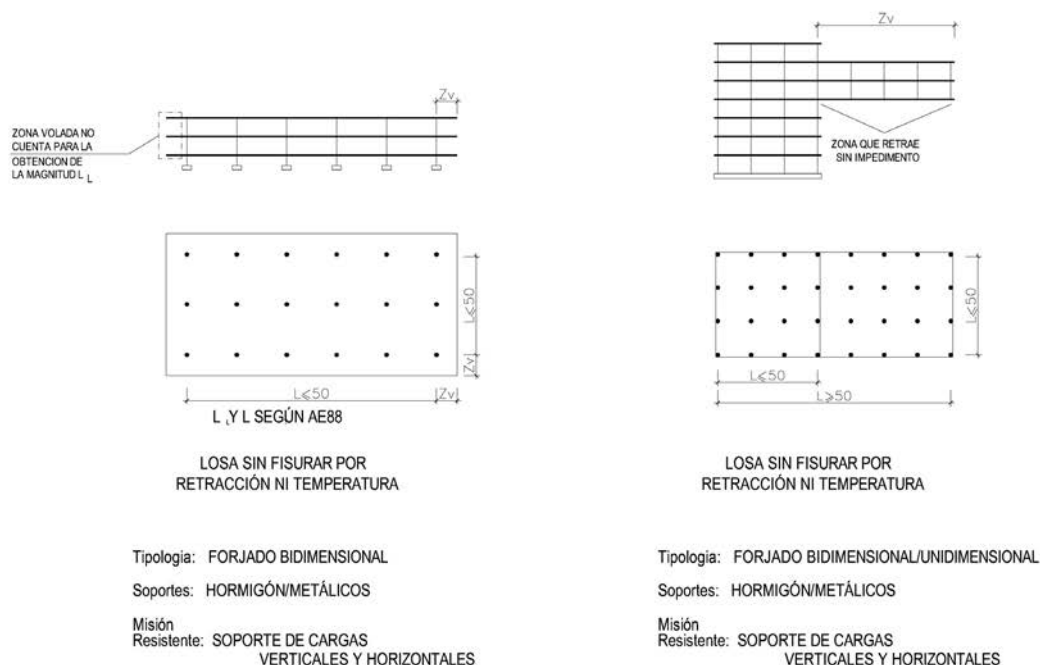 Zv
ZONA VOLADA NO
CUENTA PARA LA
OBTENCION DE
LA MAGNITUD L L
Zv
L⩽50
Zv
L⩽50
Zv
L L Y L SEGÚN AE88
LOSA SIN FISURAR POR
RETRACCIÓN NI TEMPERATURA
Tipologia: FORJADO BIDIMENSIONAL
Soportes: HORMIGÓN/METÁLICOS
Misión
Resistente: SOPORTE DE CARGAS
VERTICALES Y HORIZONTALES
ZONA QUE RETRAE
SIN IMPEDIMENTO
L⩽50
L⩽50
L⩾50
LOSA SIN FISURAR POR
RETRACCIÓN NI TEMPERATURA
Tipologia: FORJADO BIDIMENSIONAL/UNIDIMENSIONAL
Soportes: HORMIGÓN/METÁLICOS
Misión
Resistente: SOPORTE DE CARGAS
VERTICALES Y HORIZONTALES